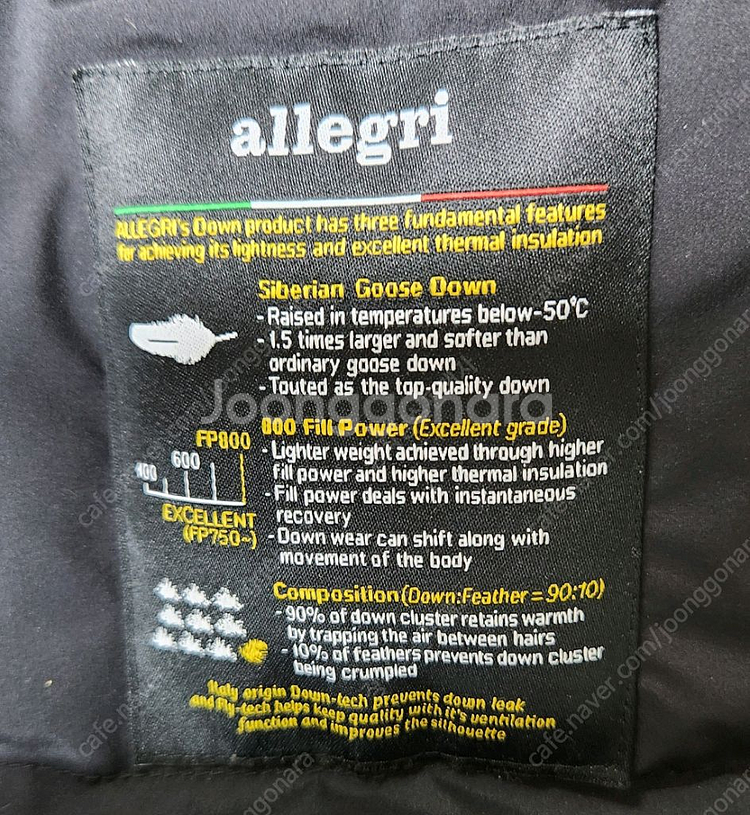 allegri
ALLEGRI's Down product has three fundamental features
for achieving its lightness and excellent thermal insulation
Siberian Goose Down
- Raised in temperatures below-50°C
- 1.5 times larger and softer than
ordinary goose down
- Touted as the top-quality down
Joonggonara
800 Fill Power (Excellent grade)
FP800
600
400
EXCELLENT
(FP750~)
- Lighter weight achieved through higher
fill power and higher thermal insulation
- Fill power deals with instantaneous
recovery
- Down wear can shift along with
movement of the body
Composition (Down:Feather = 90:10)
- 90% of down cluster retains warmth
by trapping the air between hairs
- 10% of feathers prevents down cluster
being crumpled
Italy origin Down-tech prevents down leak
and Fly-tech helps keep quality with it's ventilation
function and improves the silhouette
cafe.naver.com/joonggonara